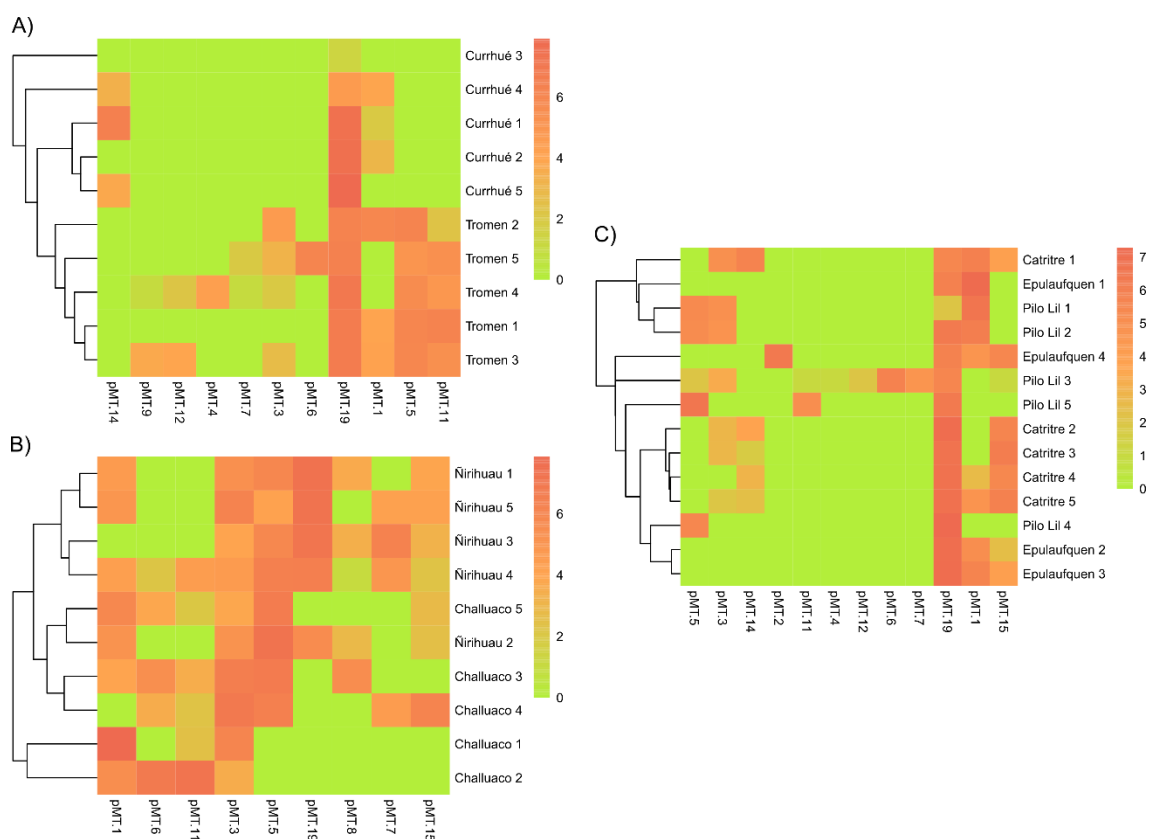 A)
Currhué 3
Currhué 4
Currhué 1
Currhué 2
Currhué 5
Tromen 2
Tromen 5
Tromen 4
Tromen 1
Tromen 3
6
4
2
0
pMT.14
pMT.9
pMT.12
pMT.4
pMT.7
pMT.3
pMT.6
pMT.19
pMT.1
pMT.5
pMT.11
B)
Ñirihuau 1
Ñirihuau 5
Ñirihuau 3
Ñirihuau 4
Challuaco 5
Ñirihuau 2
Challuaco 3
Challuaco 4
Challuaco 1
Challuaco 2
6
4
2
0
pMT.1
pMT.6
pMT.11
pMT.3
pMT.5
pMT.19
pMT.8
pMT.7
pMT.15
C)
Catritre 1
Epulaufquen 1
Pilo Lil 1
Pilo Lil 2
Epulaufquen 4
Pilo Lil 3
Pilo Lil 5
Catritre 2
Catritre 3
Catritre 4
Catritre 5
Pilo Lil 4
Epulaufquen 2
Epulaufquen 3
7
6
5
4
3
2
1
0
pMT.5
pMT.3
pMT.14
pMT.2
pMT.11
pMT.4
pMT.12
pMT.6
pMT.7
pMT.19
pMT.1
pMT.15